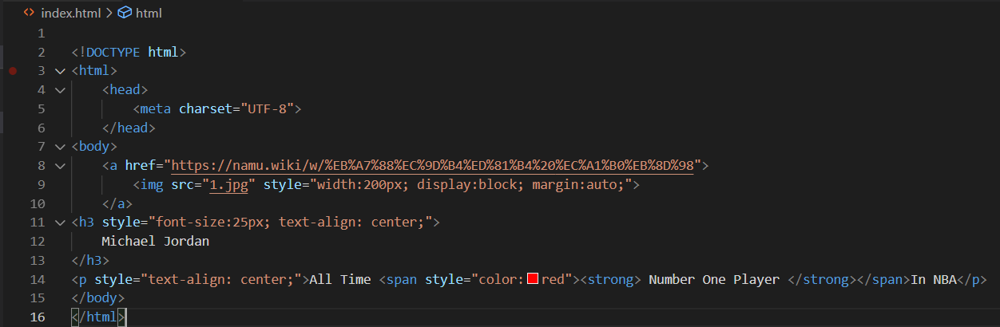 index.html > html
1
2 <!DOCTYPE html>
3 <html>
4 <head>
5 <meta charset="UTF-8">
6 </head>
7 <body>
8 <a href="https://namu.wiki/w/%EB%A7%88%EC%9D%B4%ED%81%B4%20%EC%A1%B0%EB%8D%98">
9 <img src="1.jpg" style="width:200px; display:block; margin:auto;">
10 </a>
11 <h3 style="font-size:25px; text-align: center;">
12 Michael Jordan
13 </h3>
14 <p style="text-align: center;">All Time <span style="color:red"><strong> Number One Player </strong></span>In NBA</p>
15 </body>
16 </html>